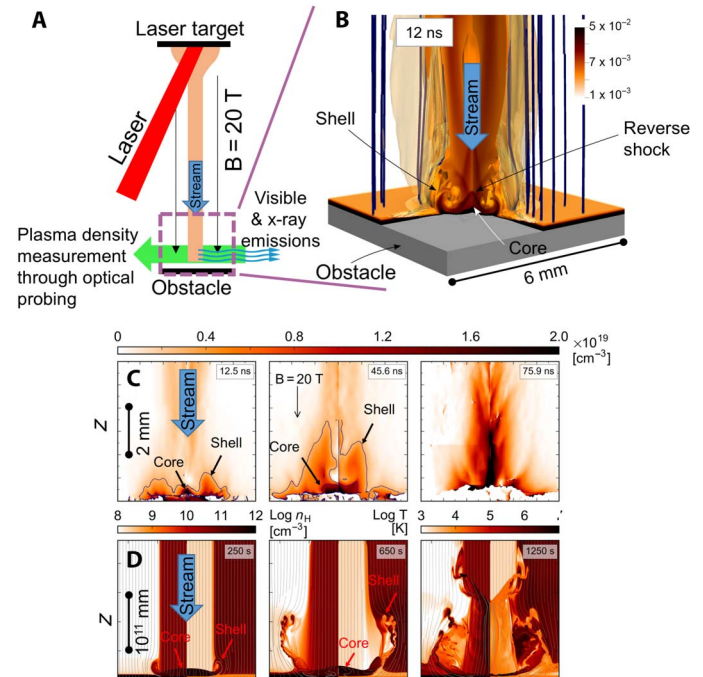 A
Laser target
Laser
B = 20 T
Stream
Visible
& x-ray
emissions
Plasma density
measurement
through optical
probing
Obstacle
B
12 ns
5 x 10⁻²
7 x 10⁻³
1 x 10⁻³
Stream
Shell
Reverse
shock
Core
Obstacle
6 mm
0 0.4 0.8 1.2 1.6 2.0
×10¹⁹
[cm⁻³]
C
12.5 ns
Stream
Core
Shell
Z
2 mm
45.6 ns
B = 20 T
Core
Shell
75.9 ns
8 9 10 11 12
Log n_H
[cm⁻³]
Log T
[K]
3 4 5 6
D
250 s
Stream
Core
Shell
Z
10¹¹ mm
650 s
Shell
Core
1250 s